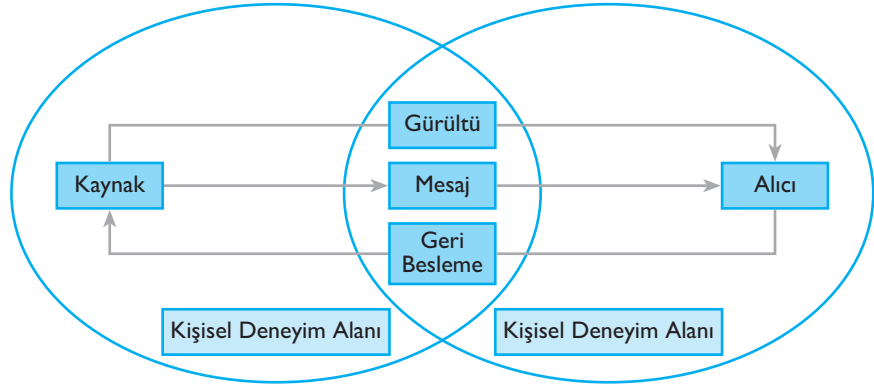 Gürültü
Kaynak
Mesaj
Alıcı
Geri
Besleme
Kişisel Deneyim Alanı
Kişisel Deneyim Alanı